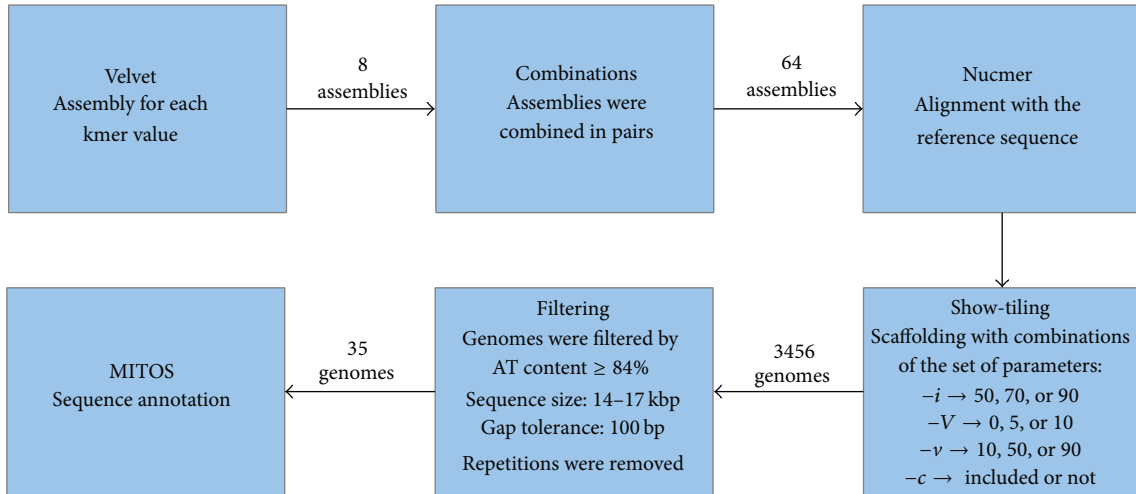 Velvet
Assembly for each
kmer value
8
assemblies
Combinations
Assemblies were
combined in pairs
64
assemblies
Nucmer
Alignment with the
reference sequence
Show-tiling
Scaffolding with combinations
of the set of parameters:
−i → 50, 70, or 90
−V → 0, 5, or 10
−v → 10, 50, or 90
−c → included or not
3456
genomes
Filtering
Genomes were filtered by
AT content ≥ 84%
Sequence size: 14–17 kbp
Gap tolerance: 100 bp
Repetitions were removed
35
genomes
MITOS
Sequence annotation